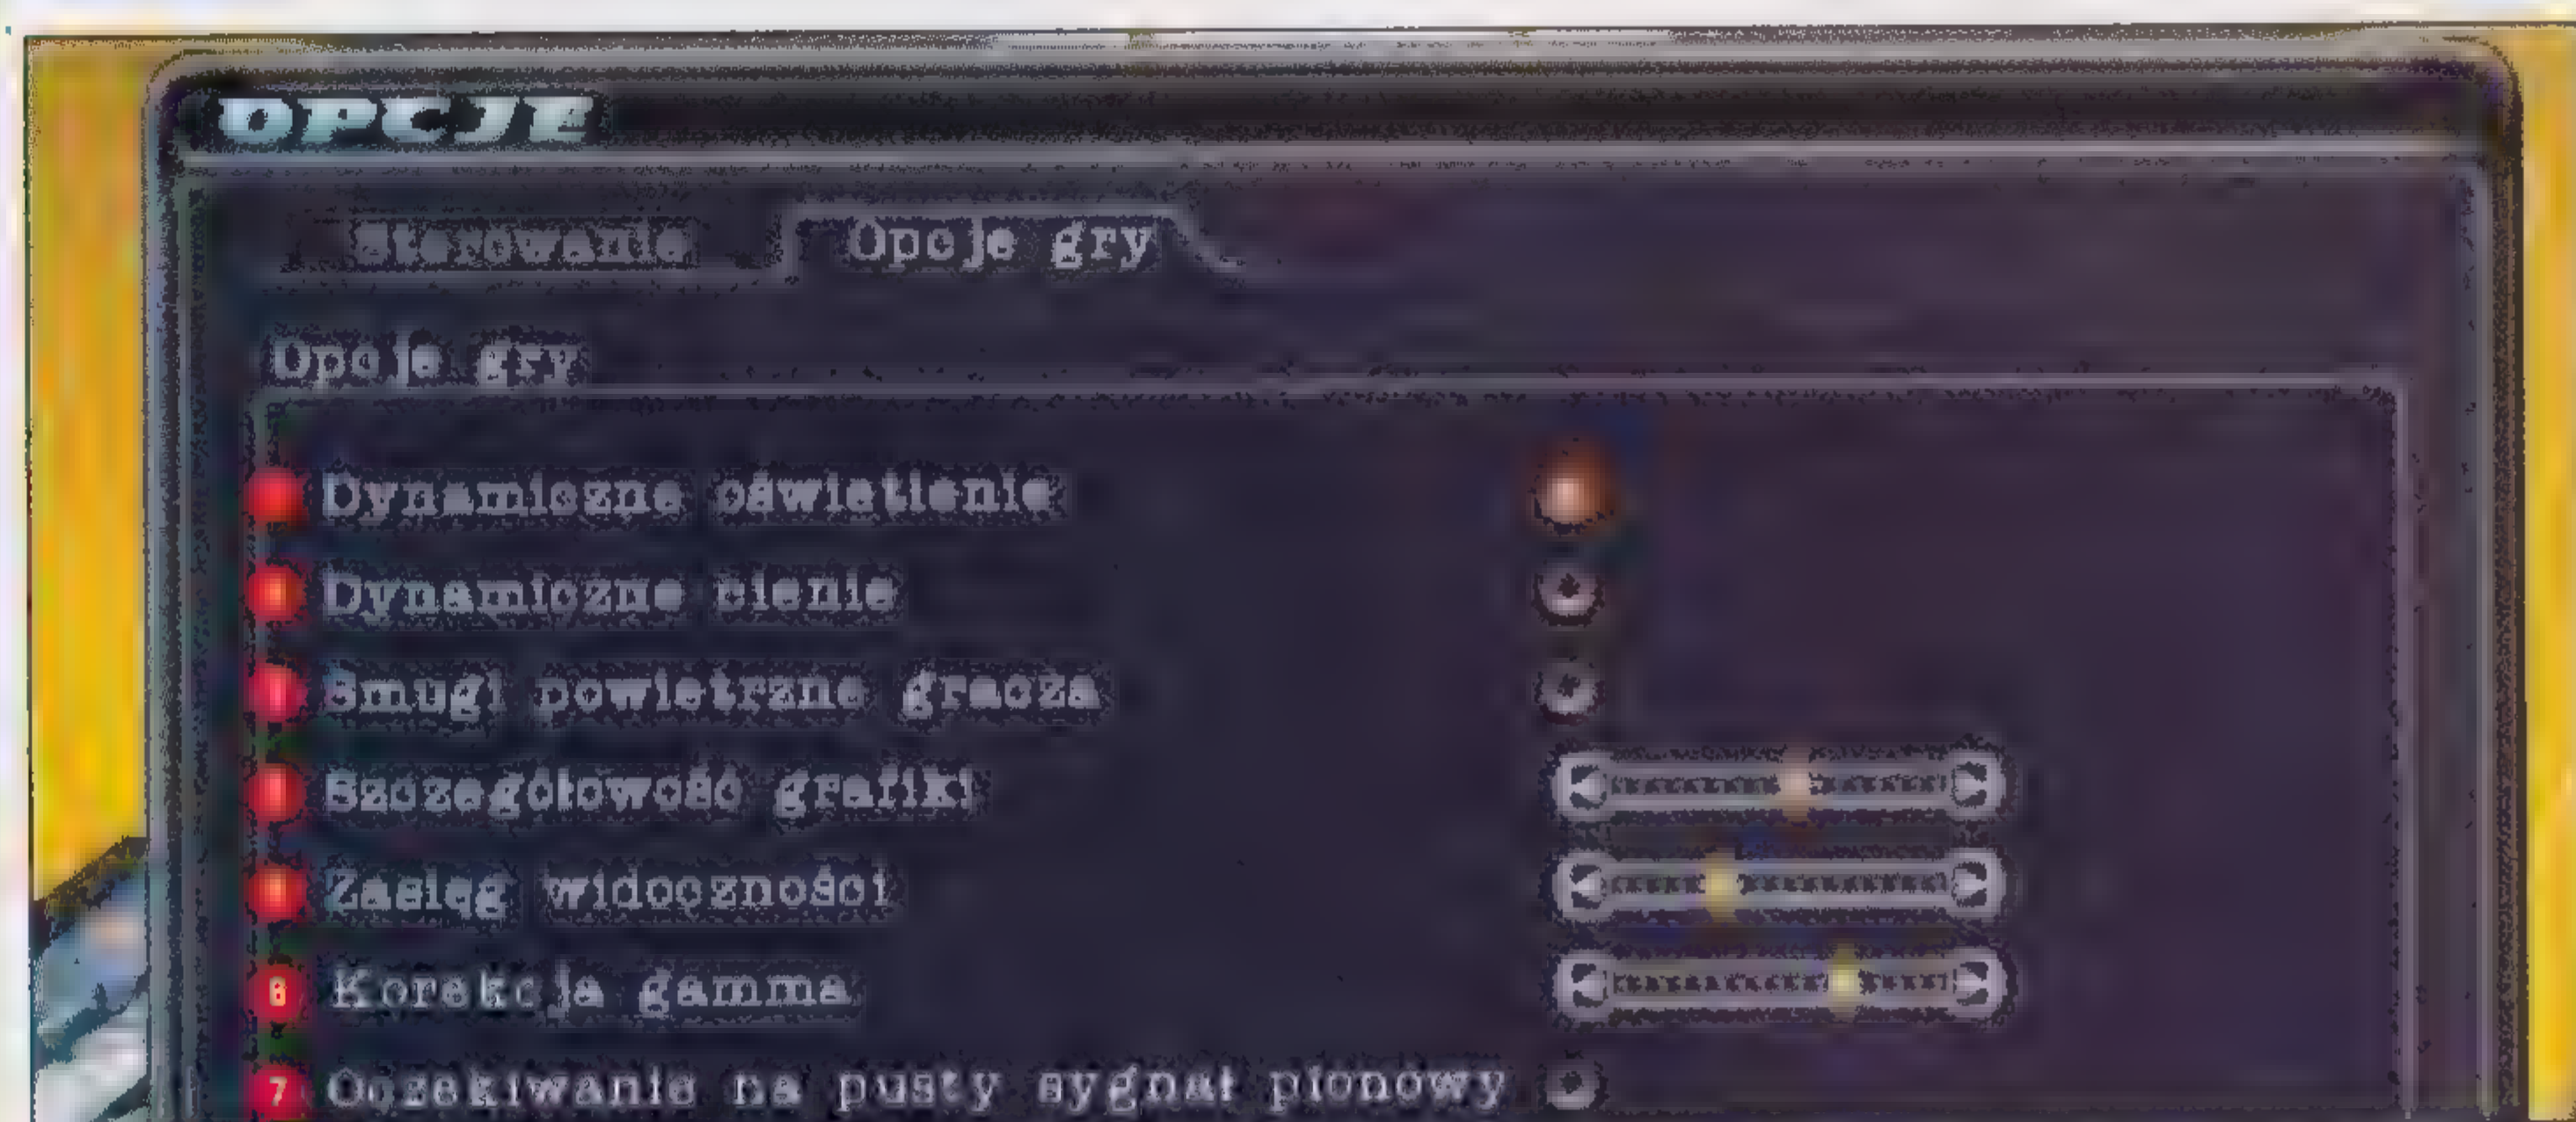 OPCJE
Sterowanie Opcje gry
Opcje gry
Dynamiczne oświetlenie
Dynamiczne cienie
Smugi powietrzne gracza
Szczegółowość grafiki
Zasięg widoczności
6 Korekcja gamma
7 Oczekiwanie na pusty sygnał pionowy